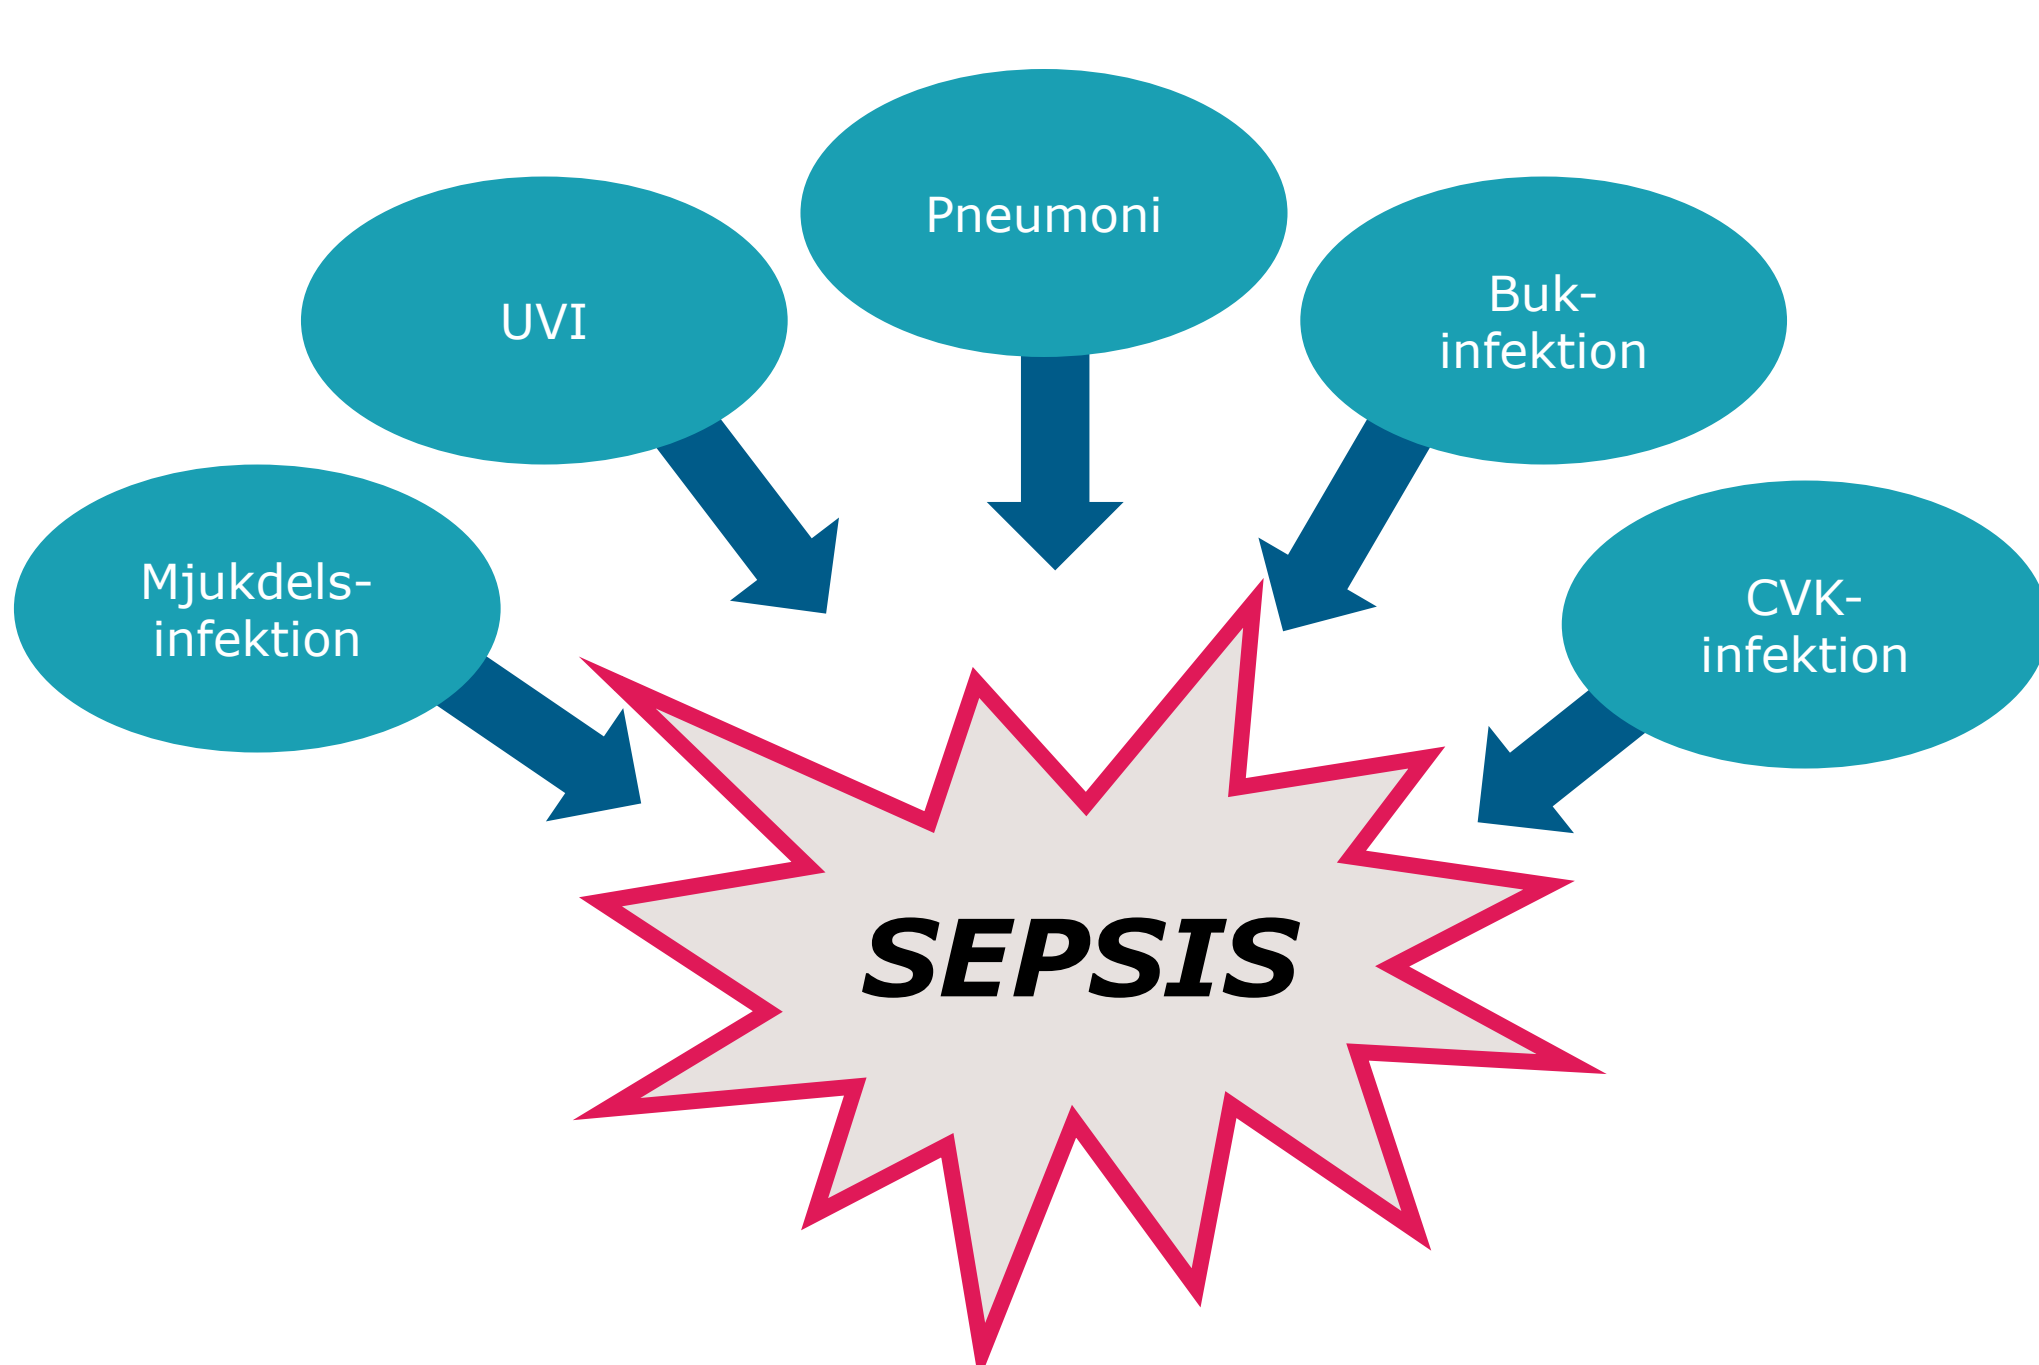 Mjukdels-
infektion
UVI
Pneumoni
Buk-
infektion
CVK-
infektion
SEPSIS